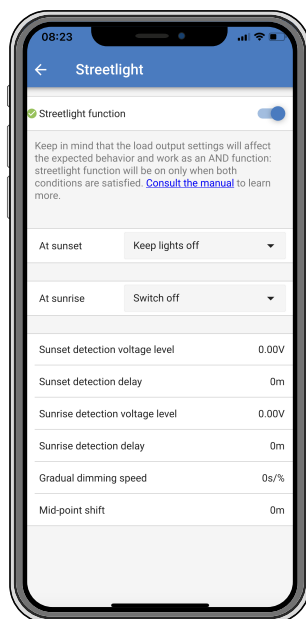 08:23
Streetlight
Streetlight function
Keep in mind that the load output settings will affect
the expected behavior and work as an AND function:
streetlight function will be on only when both
conditions are satisfied. Consult the manual to learn
more.
At sunset Keep lights off
At sunrise Switch off
Sunset detection voltage level 0.00V
Sunset detection delay 0m
Sunrise detection voltage level 0.00V
Sunrise detection delay 0m
Gradual dimming speed 0s/%
Mid-point shift 0m